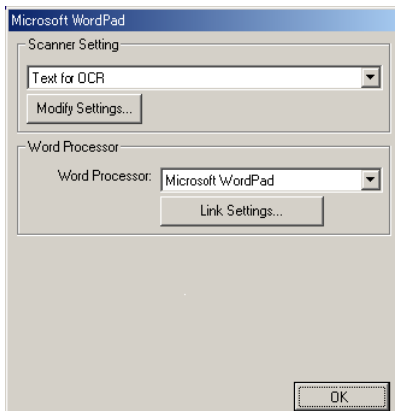 Microsoft WordPad
Scanner Setting
Text for OCR
Modify Settings...
Word Processor
Word Processor: Microsoft WordPad
Link Settings...
OK